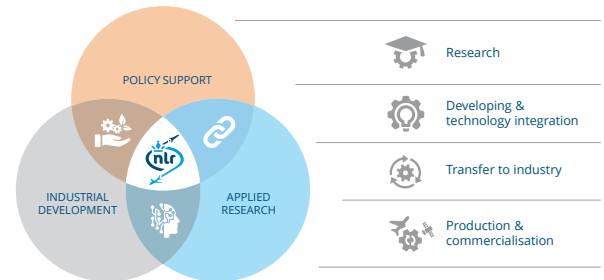 POLICY SUPPORT
nlr
INDUSTRIAL
DEVELOPMENT
APPLIED
RESEARCH
Research
Developing &
technology integration
Transfer to industry
Production &
commercialisation